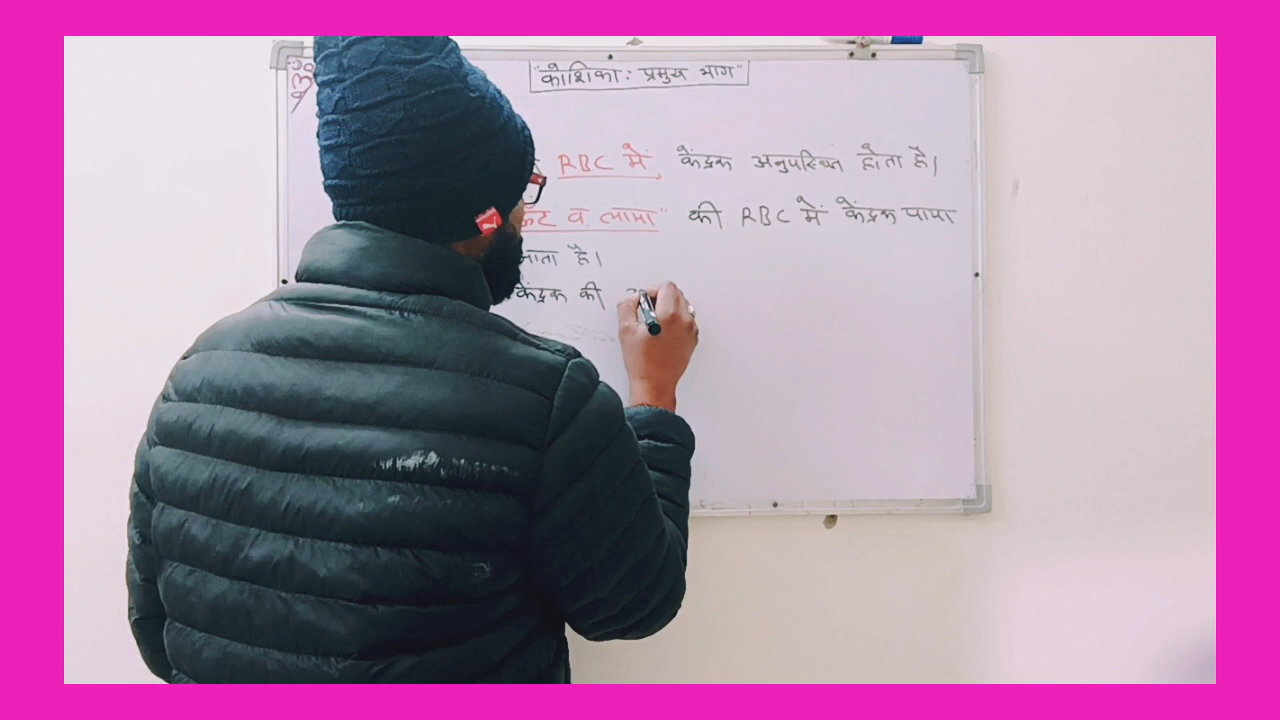 "कोशिका: प्रमुख भाग"
RBC में केंद्रक अनुपस्थित होता है।
व लामा" की RBC में केंद्रक पाया
जाता है।
केंद्रक की